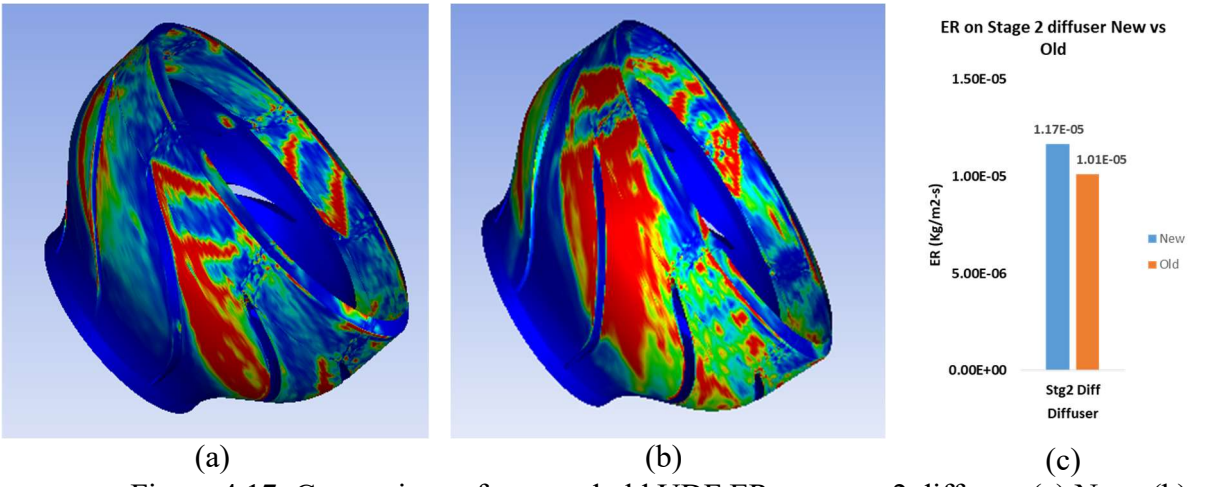 ER on Stage 2 diffuser New vs
Old
1.50E-05
1.17E-05
1.01E-05
1.00E-05
ER (Kg/m2-s)
New
Old
5.00E-06
0.00E+00
Stg2 Diff
Diffuser
(a)
(b)
(c)